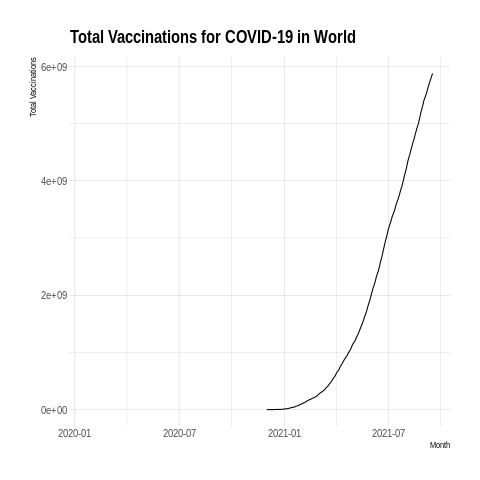 Total Vaccinations for COVID-19 in World
Total Vaccinations
6e+09
4e+09
2e+09
0e+00
2020-01 2020-07 2021-01 2021-07
Month